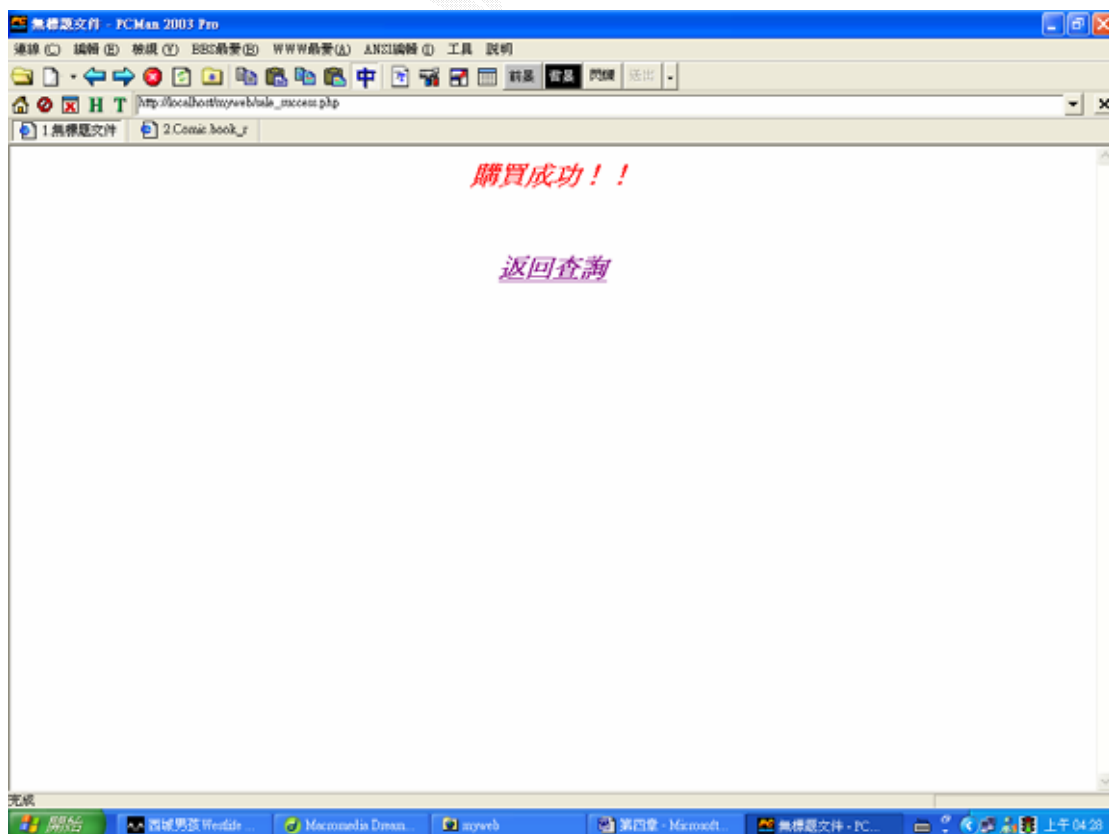 無標題文件 - PCMan 2003 Pro
連線(C) 編輯(E) 檢視(Y) BBS最愛(B) WWW最愛(A) ANSI編輯(I) 工具 說明
中 前景 背景 閃爍 送出
H T http://localhost/myweb/sale_success.php
1.無標題文件 2.Comic.book_r
購買成功！！
返回查詢
完成
開始 西城男孩 Westlife ... Macromedia Dream... myweb 第四章 - Microsoft... 無標題文件 - PC... 上午 04:28